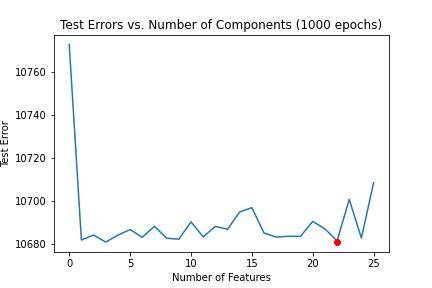 Test Errors vs. Number of Components (1000 epochs)
Test Error
10760
10740
10720
10700
10680
0 5 10 15 20 25
Number of Features